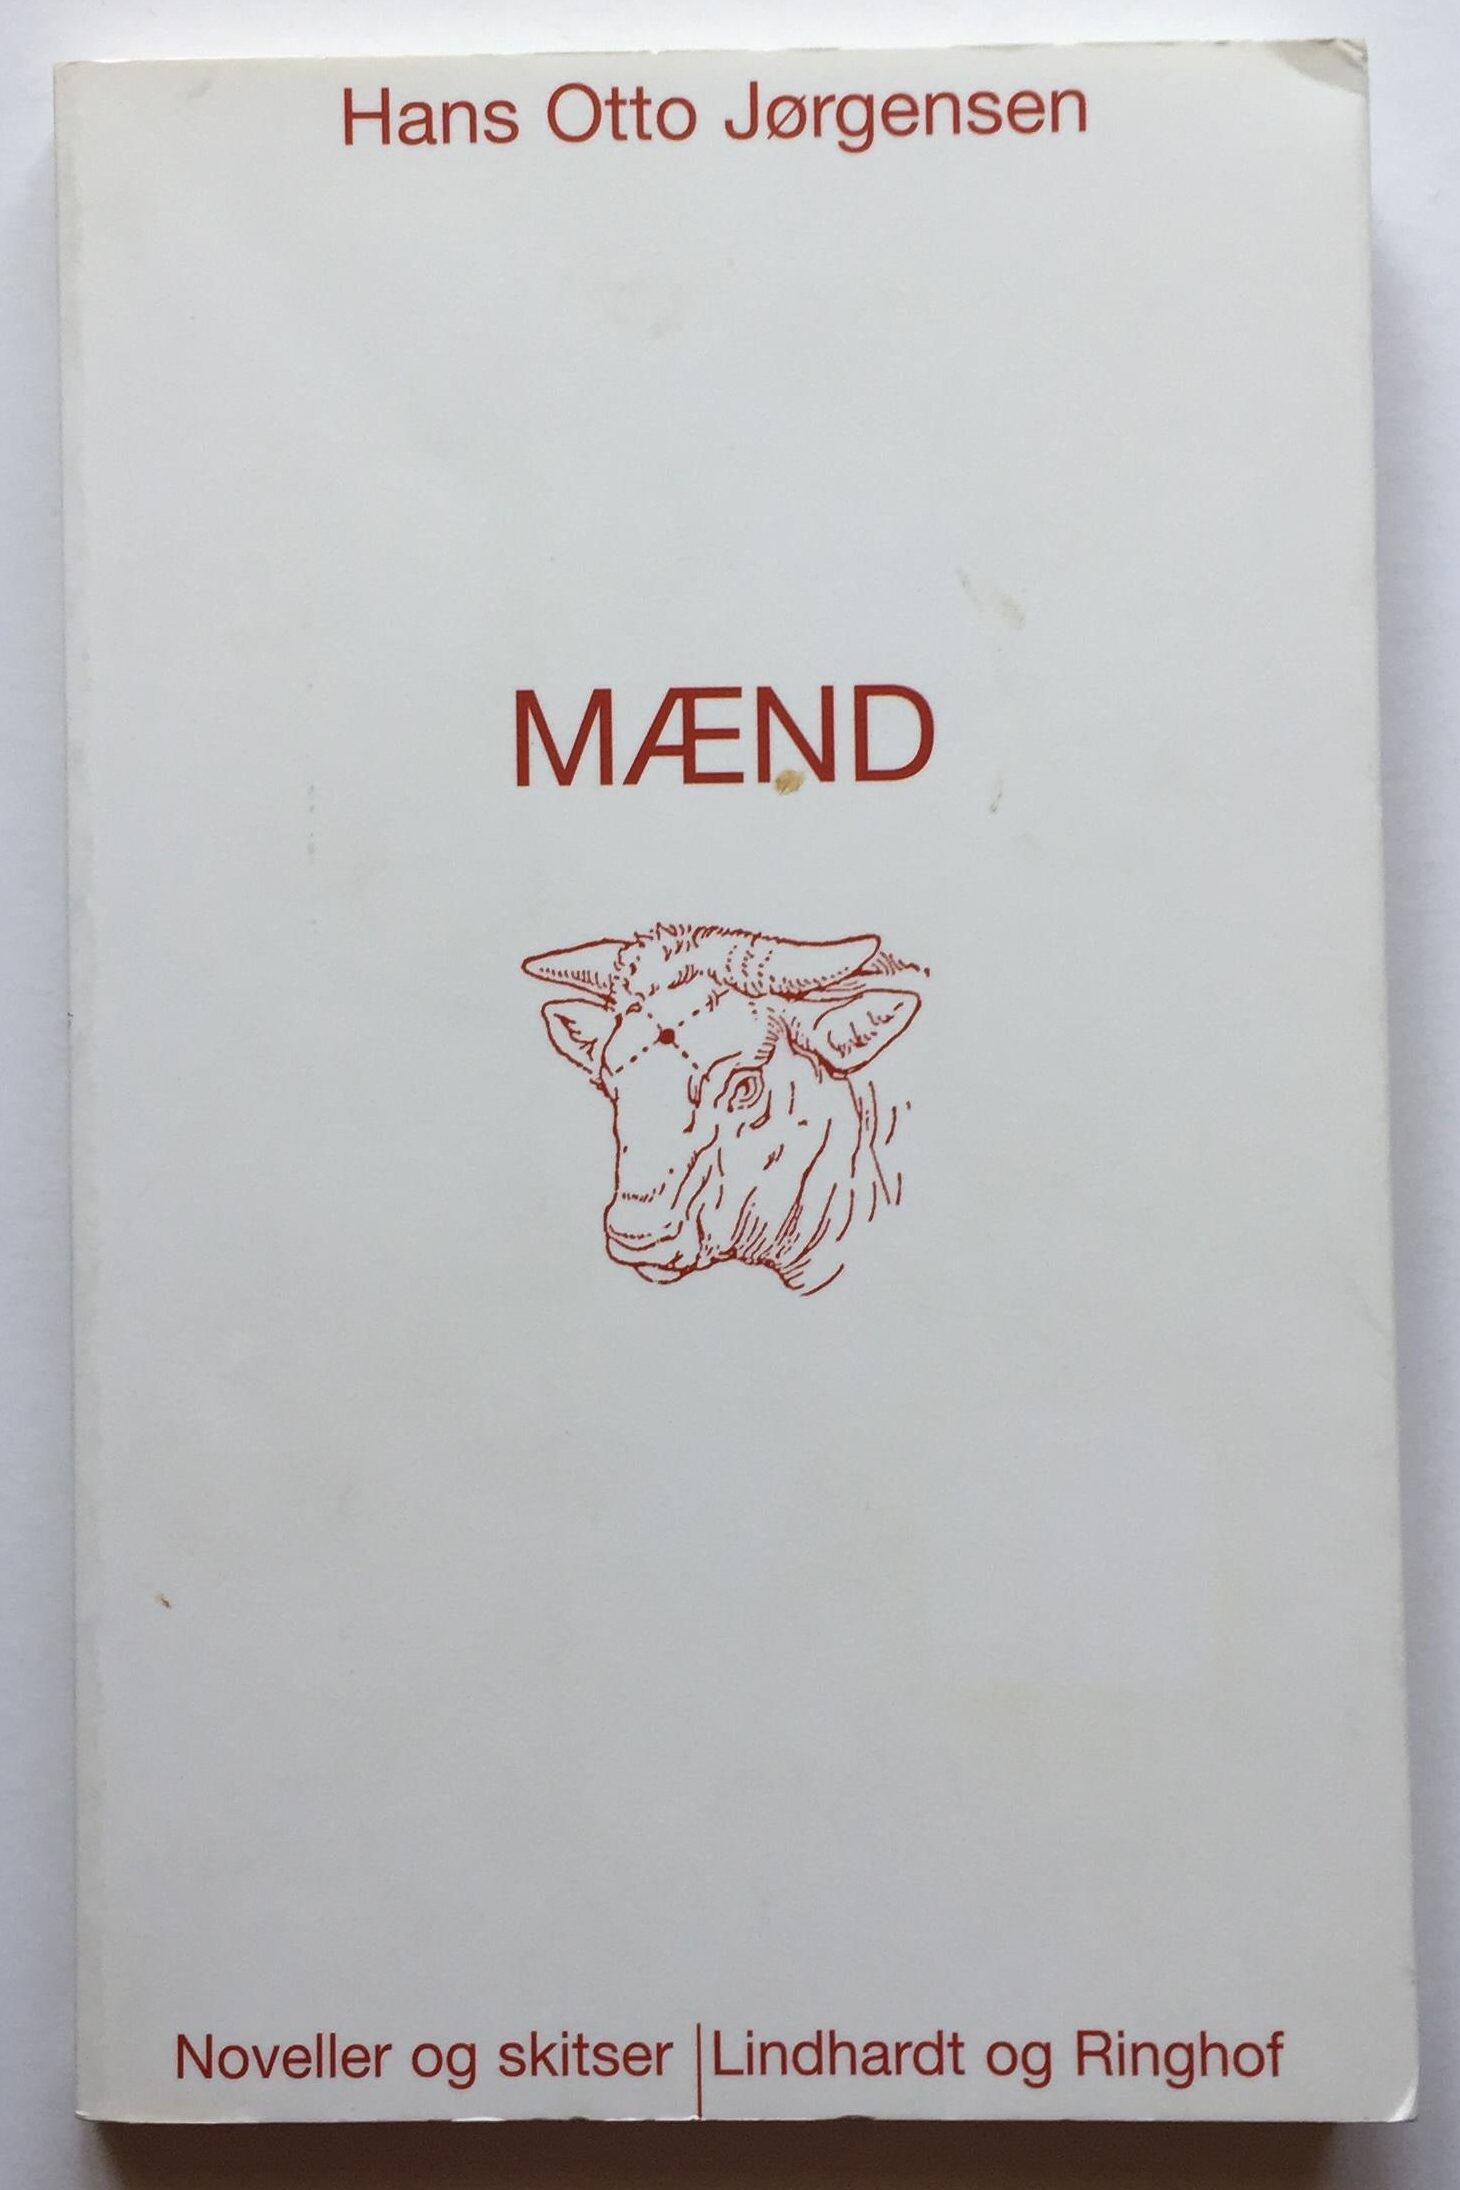 Hans Otto Jørgensen
MÆND
Noveller og skitser | Lindhardt og Ringhof